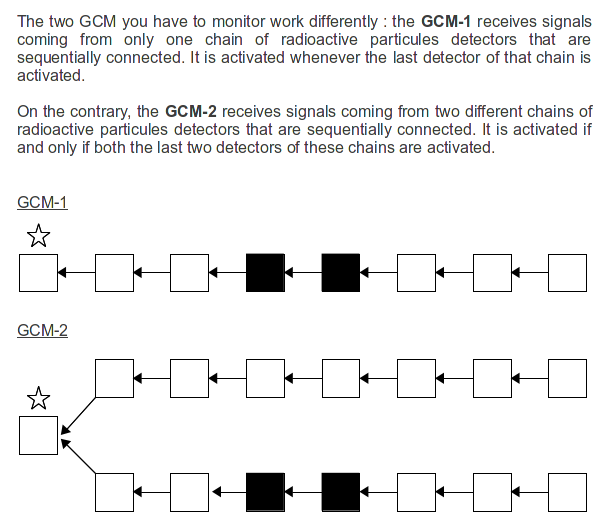 The two GCM you have to monitor work differently : the GCM-1 receives signals
coming from only one chain of radioactive particules detectors that are
sequentially connected. It is activated whenever the last detector of that chain is
activated.
On the contrary, the GCM-2 receives signals coming from two different chains of
radioactive particules detectors that are sequentially connected. It is activated if
and only if both the last two detectors of these chains are activated.
GCM-1
GCM-2